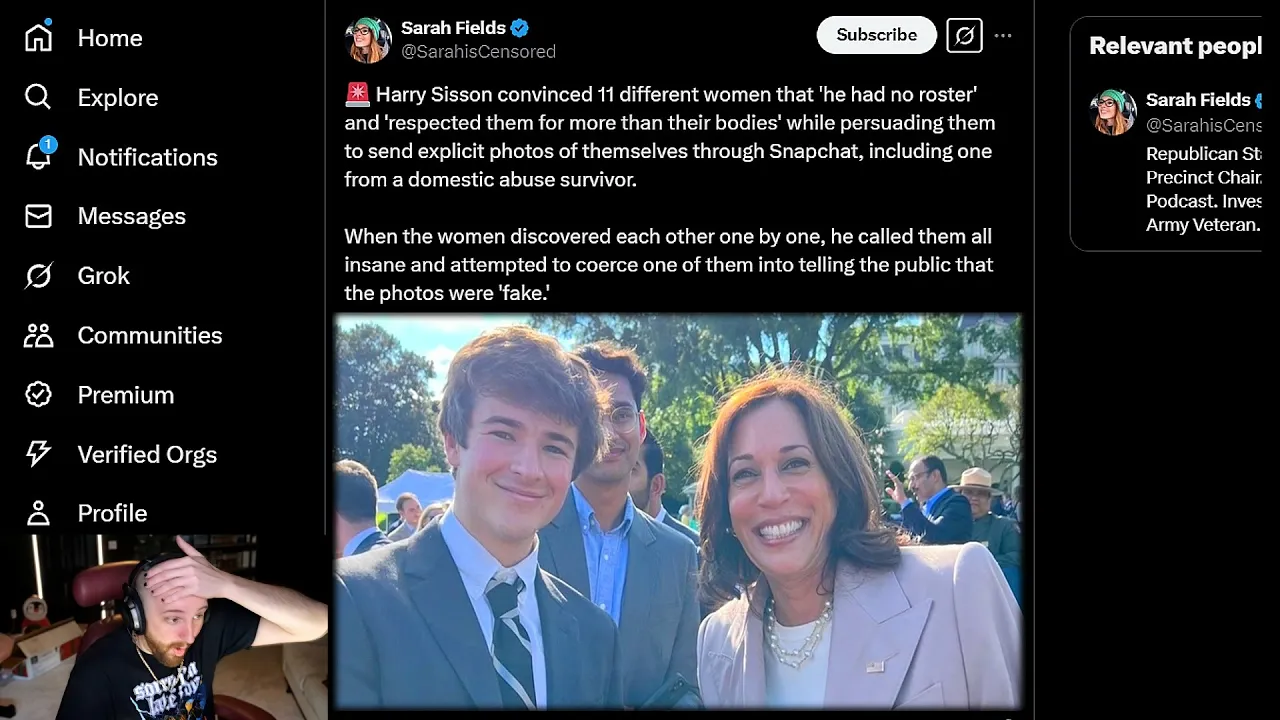 Home
Explore
1
Notifications
Messages
Grok
Communities
Premium
Verified Orgs
Profile
Sarah Fields
@SarahisCensored
Subscribe
🚨 Harry Sisson convinced 11 different women that 'he had no roster'
and 'respected them for more than their bodies' while persuading them
to send explicit photos of themselves through Snapchat, including one
from a domestic abuse survivor.
When the women discovered each other one by one, he called them all
insane and attempted to coerce one of them into telling the public that
the photos were 'fake.'
Relevant peopl
Sarah Fields
@SarahisCens
Republican St
Precinct Chair.
Podcast. Inves
Army Veteran.